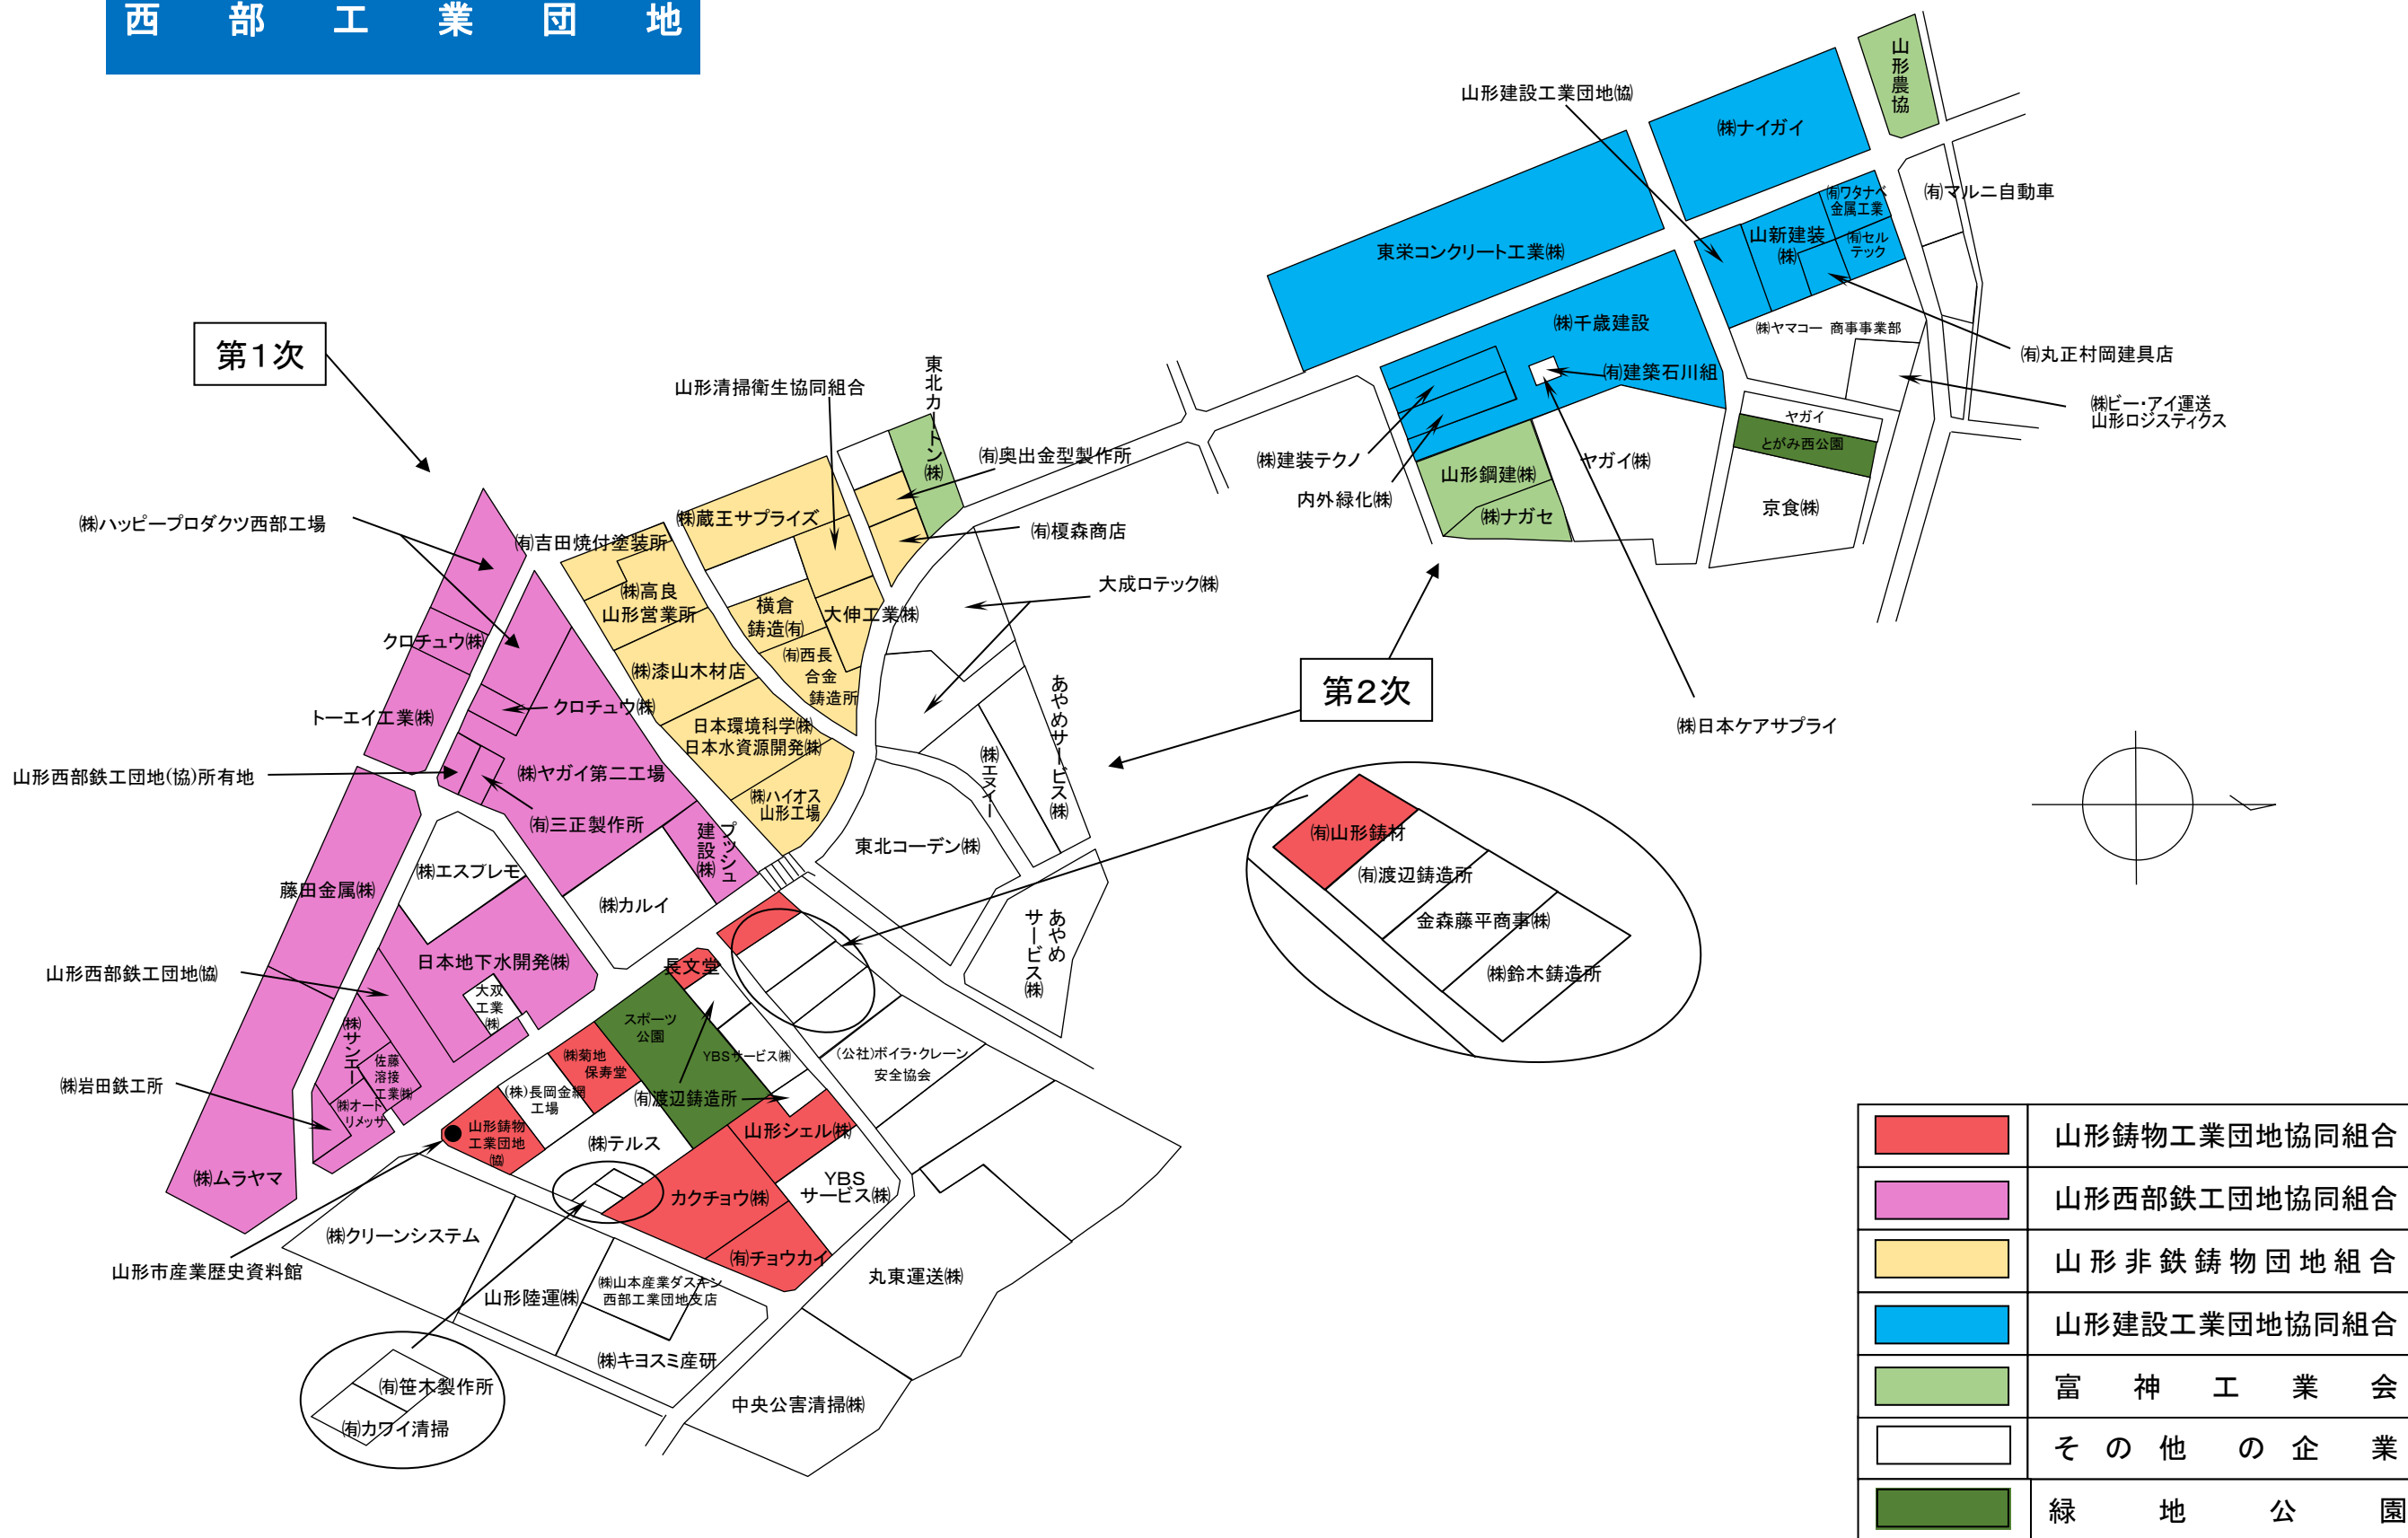 西部工業団地
山形農協
山形建設工業団地㈿
㈱ナイガイ
㈲マルニ自動車
㈲ワタナベ
金属工業
山新建装
㈱
㈲セル
テック
東栄コンクリート工業㈱
㈱千歳建設
㈱ヤマコー 商事事業部
㈲丸正村岡建具店
㈲建築石川組
㈱ビー・アイ運送
山形ロジスティクス
ヤガイ
とがみ西公園
㈱建装テクノ
山形鋼建㈱
ヤガイ㈱
内外緑化㈱
㈱ナガセ
京食㈱
㈱日本ケアサプライ
第1次
東北カートン㈱
山形清掃衛生協同組合
㈲奥出金型製作所
㈱蔵王サプライズ
㈲榎森商店
㈱ハッピープロダクツ西部工場
㈲吉田焼付塗装所
大成ロテック㈱
㈱高良
山形営業所
横倉
鋳造㈲
大伸工業㈱
クロチュウ㈱
㈱漆山木材店
㈲西長
合金
鋳造所
第2次
あやめサービス㈱
トーエイ工業㈱
クロチュウ㈱
日本環境科学㈱
日本水資源開発㈱
㈱エヌイー
山形西部鉄工団地(協)所有地
㈱ヤガイ第二工場
㈱ハイオス
山形工場
㈲三正製作所
プッシュ
建設㈱
東北コーデン㈱
㈲山形鋳材
㈲渡辺鋳造所
金森藤平商事㈱
㈱鈴木鋳造所
㈱エスブレモ
藤田金属㈱
㈱カルイ
あやめ
サービス㈱
山形西部鉄工団地㈿
日本地下水開発㈱
長文堂
大双
工業
㈱
スポーツ
公園
㈱サンエー
佐藤
溶接
工業㈱
㈱菊地
保寿堂
YBSサービス㈱
(公社)ボイラ・クレーン
安全協会
㈱岩田鉄工所
㈱オート
リメッサ
(株)長岡金網
工場
㈲渡辺鋳造所
山形鋳物
工業団地
㈿
㈱テルス
山形シェル㈱
㈱ムラヤマ
カクチョウ㈱
YBS
サービス㈱
㈱クリーンシステム
㈲チョウカイ
山形市産業歴史資料館
丸東運送㈱
山形陸運㈱
㈱山本産業ダスキン
西部工業団地支店
㈱キヨスミ産研
㈲笹木製作所
㈲カワイ清掃
中央公害清掃㈱
山形鋳物工業団地協同組合
山形西部鉄工団地協同組合
山形非鉄鋳物団地組合
山形建設工業団地協同組合
富神工業会
その他の企業
緑地公園